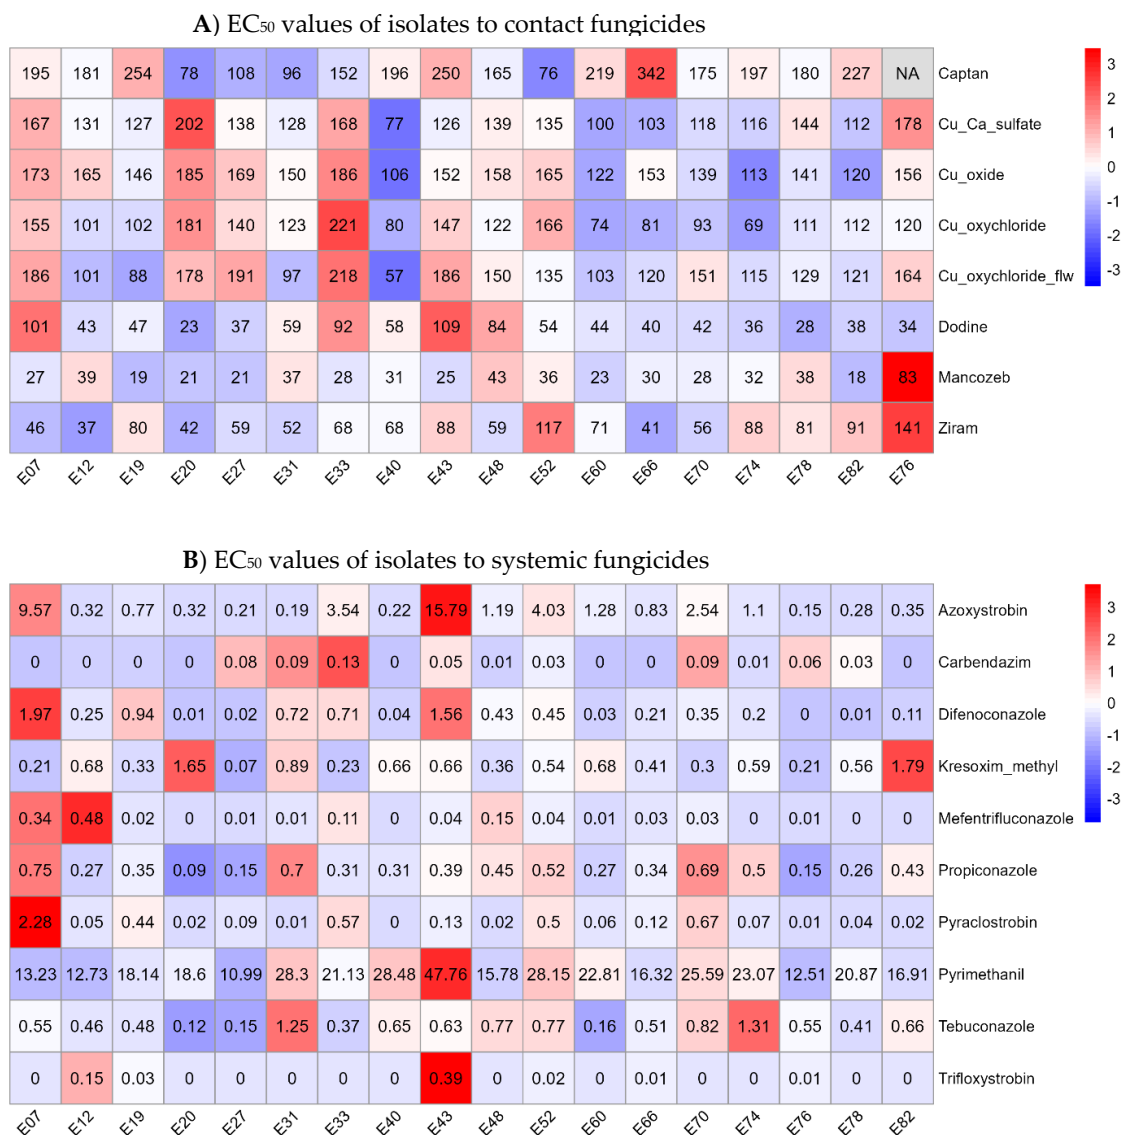 A) EC50 values of isolates to contact fungicides
195 181 254 78 108 96 152 196 250 165 76 219 342 175 197 180 227 NA Captan
167 131 127 202 138 128 168 77 126 139 135 100 103 118 116 144 112 178 Cu_Ca_sulfate
173 165 146 185 169 150 186 106 152 158 165 122 153 139 113 141 120 156 Cu_oxide
155 101 102 181 140 123 221 80 147 122 166 74 81 93 69 111 112 120 Cu_oxychloride
186 101 88 178 191 97 218 57 186 150 135 103 120 151 115 129 121 164 Cu_oxychloride_flw
101 43 47 23 37 59 92 58 109 84 54 44 40 42 36 28 38 34 Dodine
27 39 19 21 21 37 28 31 25 43 36 23 30 28 32 38 18 83 Mancozeb
46 37 80 42 59 52 68 68 88 59 117 71 41 56 88 81 91 141 Ziram
E07 E12 E19 E20 E27 E31 E33 E40 E43 E48 E52 E60 E66 E70 E74 E78 E82 E76
3
2
1
0
-1
-2
-3
B) EC50 values of isolates to systemic fungicides
9.57 0.32 0.77 0.32 0.21 0.19 3.54 0.22 15.79 1.19 4.03 1.28 0.83 2.54 1.1 0.15 0.28 0.35 Azoxystrobin
0 0 0 0 0.08 0.09 0.13 0 0.05 0.01 0.03 0 0 0.09 0.01 0.06 0.03 0 Carbendazim
1.97 0.25 0.94 0.01 0.02 0.72 0.71 0.04 1.56 0.43 0.45 0.03 0.21 0.35 0.2 0 0.01 0.11 Difenoconazole
0.21 0.68 0.33 1.65 0.07 0.89 0.23 0.66 0.66 0.36 0.54 0.68 0.41 0.3 0.59 0.21 0.56 1.79 Kresoxim_methyl
0.34 0.48 0.02 0 0.01 0.01 0.11 0 0.04 0.15 0.04 0.01 0.03 0.03 0 0.01 0 0 Mefentrifluconazole
0.75 0.27 0.35 0.09 0.15 0.7 0.31 0.31 0.39 0.45 0.52 0.27 0.34 0.69 0.5 0.15 0.26 0.43 Propiconazole
2.28 0.05 0.44 0.02 0.09 0.01 0.57 0 0.13 0.02 0.5 0.06 0.12 0.67 0.07 0.01 0.04 0.02 Pyraclostrobin
13.23 12.73 18.14 18.6 10.99 28.3 21.13 28.48 47.76 15.78 28.15 22.81 16.32 25.59 23.07 12.51 20.87 16.91 Pyrimethanil
0.55 0.46 0.48 0.12 0.15 1.25 0.37 0.65 0.63 0.77 0.77 0.16 0.51 0.82 1.31 0.55 0.41 0.66 Tebuconazole
0 0.15 0.03 0 0 0 0 0 0.39 0 0.02 0 0.01 0 0 0.01 0 0 Trifloxystrobin
E07 E12 E19 E20 E27 E31 E33 E40 E43 E48 E52 E60 E66 E70 E74 E76 E78 E82
3
2
1
0
-1
-2
-3